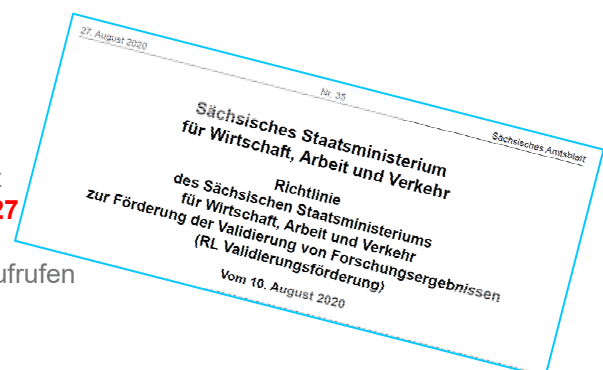 27. August 2020
Nr. 35
Sächsisches Amtsblatt
Sächsisches Staatsministerium
für Wirtschaft, Arbeit und Verkehr
Richtlinie
des Sächsischen Staatsministeriums
für Wirtschaft, Arbeit und Verkehr
zur Förderung der Validierung von Forschungsergebnissen
(RL Validierungsförderung)
Vom 10. August 2020
27
ufrufen